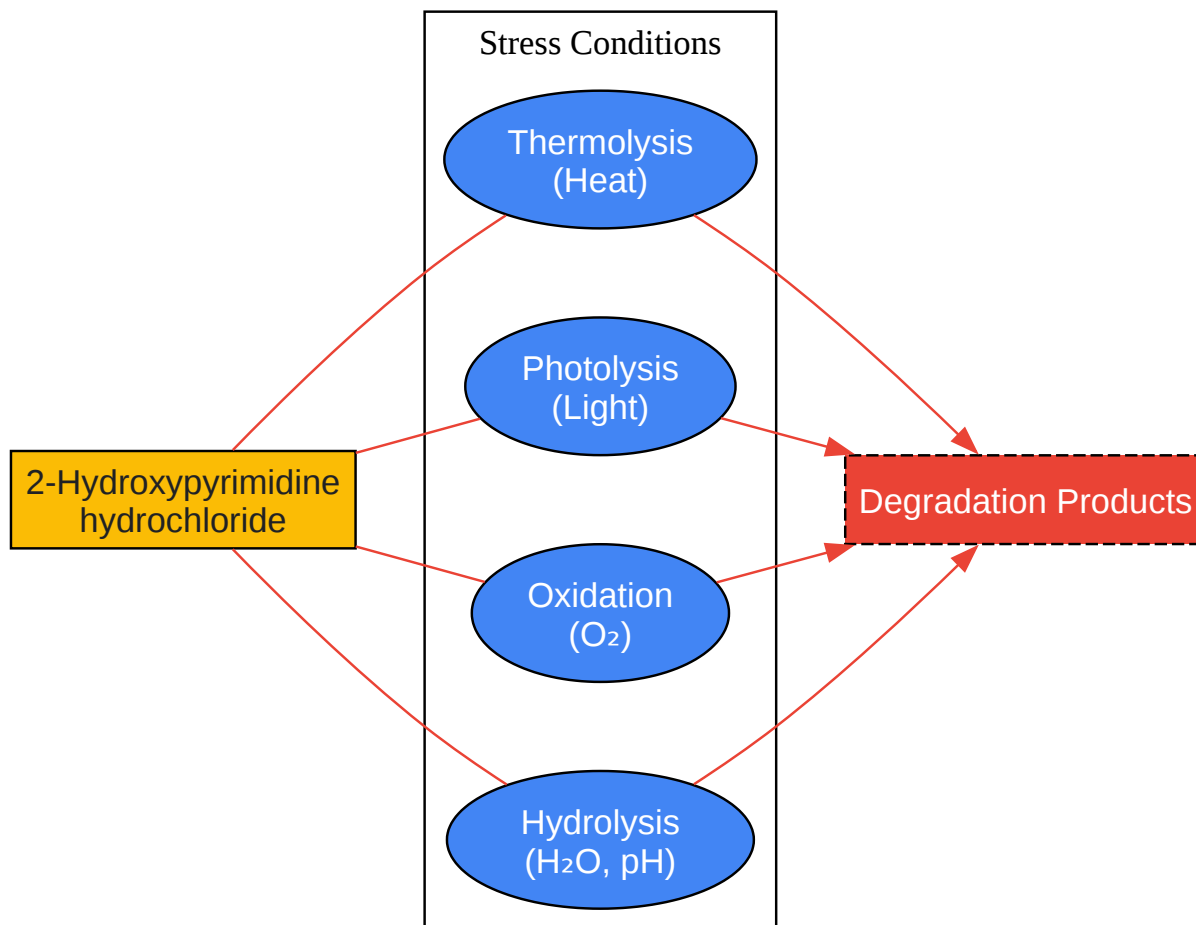 Stress Conditions
Thermolysis
(Heat)
Photolysis
(Light)
2-Hydroxypyrimidine
hydrochloride
Degradation Products
Oxidation
(O₂)
Hydrolysis
(H₂O, pH)